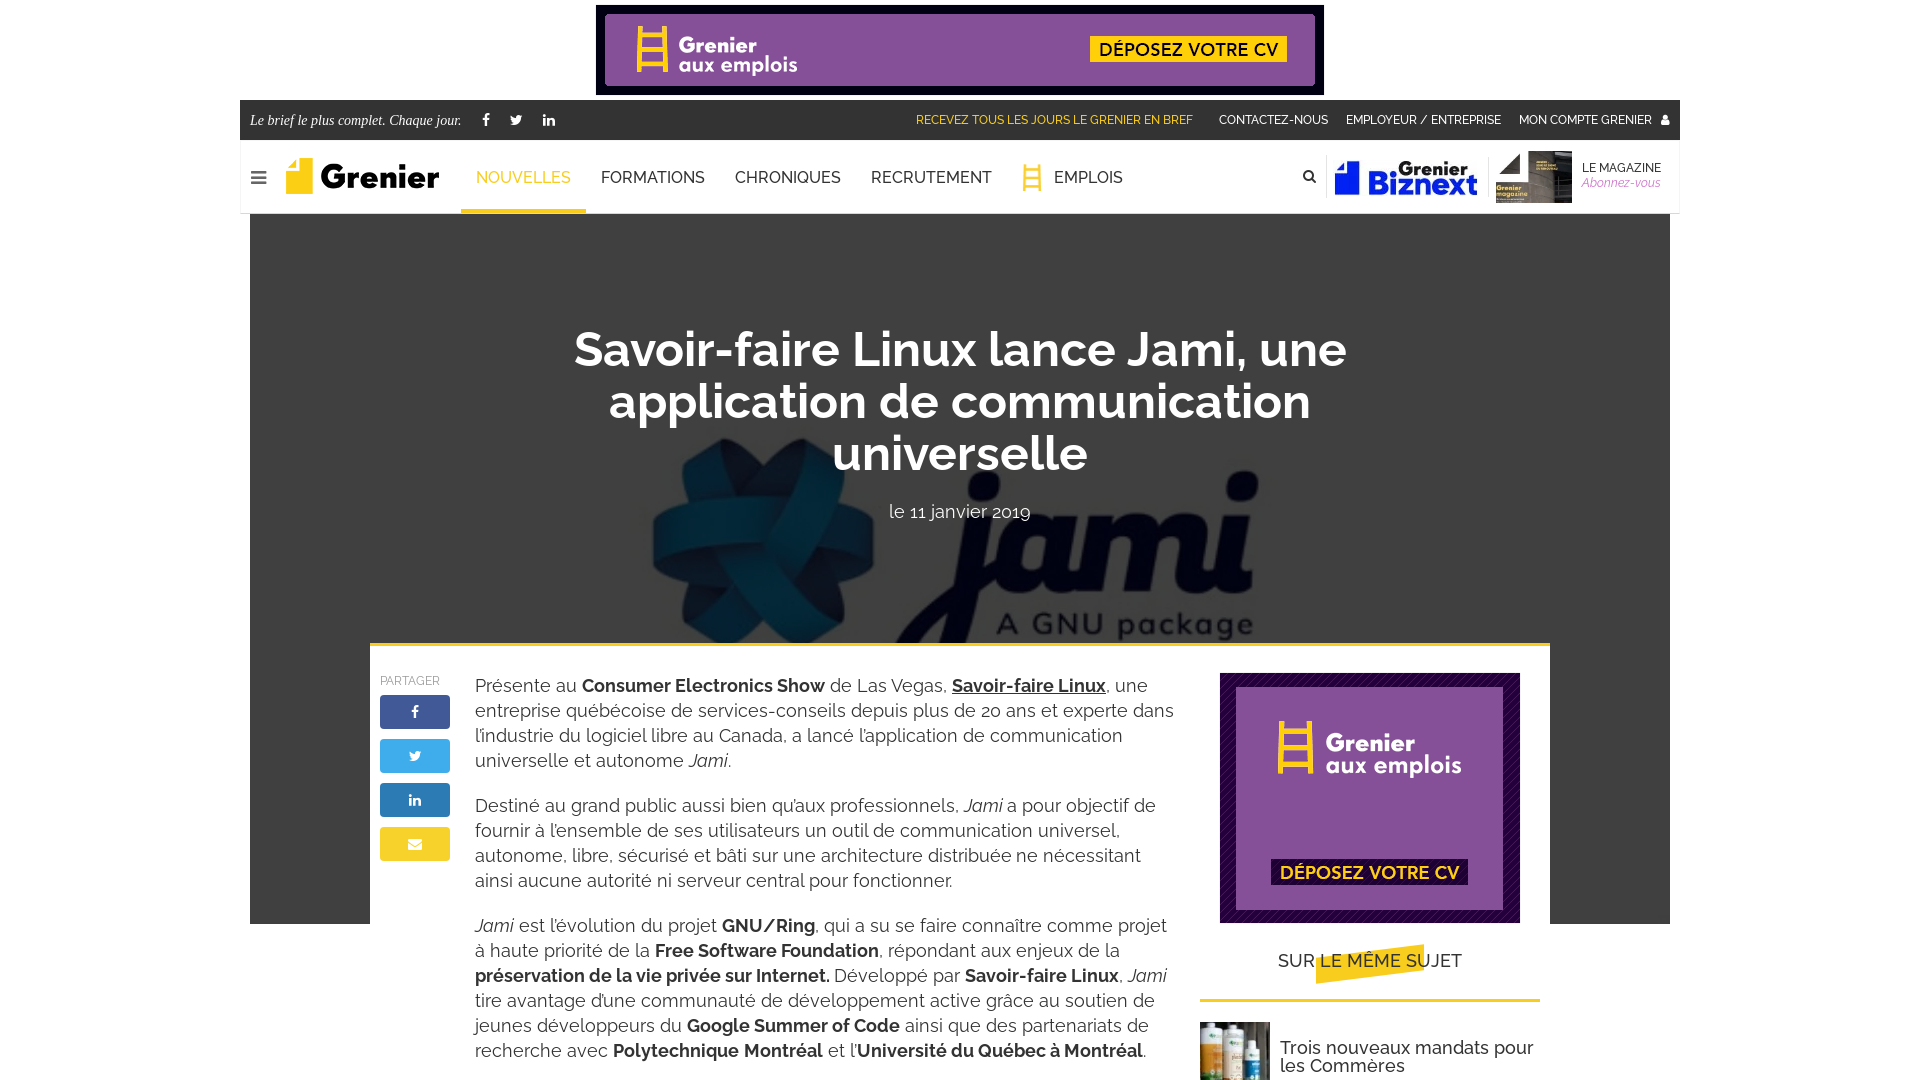 Grenier
aux emplois
DÉPOSEZ VOTRE CV
Le brief le plus complet. Chaque jour.
RECEVEZ TOUS LES JOURS LE GRENIER EN BREF
CONTACTEZ-NOUS
EMPLOYEUR / ENTREPRISE
MON COMPTE GRENIER
Grenier
NOUVELLES
FORMATIONS
CHRONIQUES
RECRUTEMENT
EMPLOIS
Grenier
Biznext
Grenier
magazine
LE MAGAZINE
Abonnez-vous
Savoir-faire Linux lance Jami, une
application de communication
universelle
le 11 janvier 2019
jami
A GNU package
PARTAGER
Présente au Consumer Electronics Show de Las Vegas, Savoir-faire Linux, une
entreprise québécoise de services-conseils depuis plus de 20 ans et experte dans
l’industrie du logiciel libre au Canada, a lancé l’application de communication
universelle et autonome Jami.
Destiné au grand public aussi bien qu’aux professionnels, Jami a pour objectif de
fournir à l’ensemble de ses utilisateurs un outil de communication universel,
autonome, libre, sécurisé et bâti sur une architecture distribuée ne nécessitant
ainsi aucune autorité ni serveur central pour fonctionner.
Jami est l’évolution du projet GNU/Ring, qui a su se faire connaître comme projet
à haute priorité de la Free Software Foundation, répondant aux enjeux de la
préservation de la vie privée sur Internet. Développé par Savoir-faire Linux, Jami
tire avantage d’une communauté de développement active grâce au soutien de
jeunes développeurs du Google Summer of Code ainsi que des partenariats de
recherche avec Polytechnique Montréal et l’Université du Québec à Montréal.
Grenier
aux emplois
DÉPOSEZ VOTRE CV
SUR LE MÊME SUJET
Trois nouveaux mandats pour
les Commères